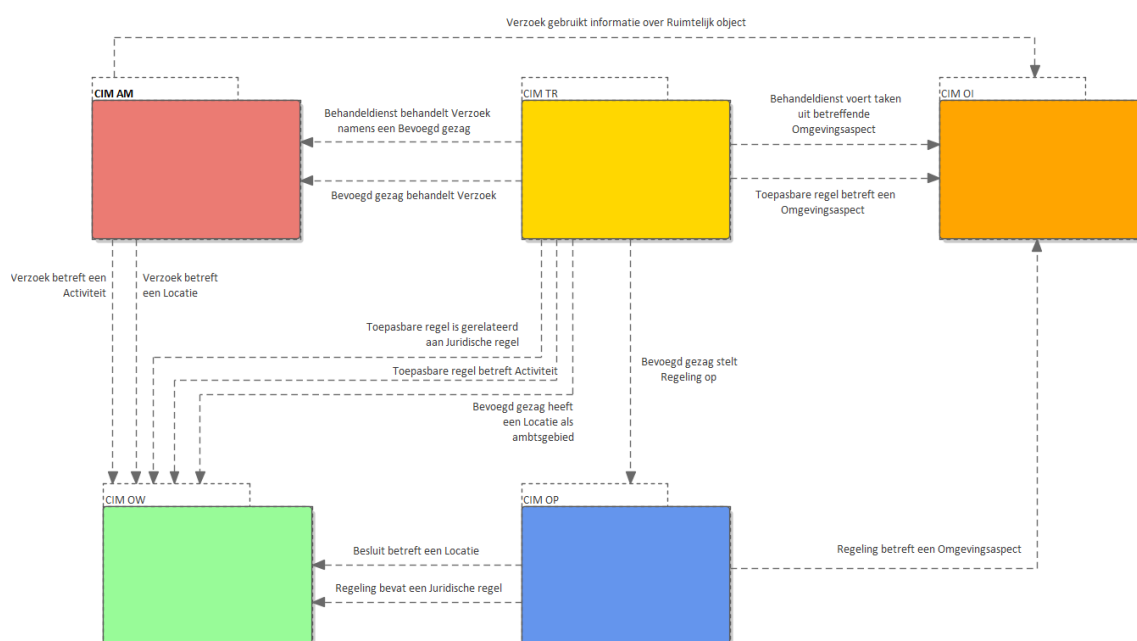 Verzoek gebruikt informatie over Ruimtelijk object
CIM AM
CIM TR
CIM OI
Behandeldienst behandelt Verzoek
namens een Bevoegd gezag
Behandeldienst voert taken
uit betreffende
Omgevingsaspect
Bevoegd gezag behandelt Verzoek
Toepasbare regel betreft een
Omgevingsaspect
Verzoek betreft een
Activiteit
Verzoek betreft
een Locatie
Toepasbare regel is gerelateerd
aan Juridische regel
Toepasbare regel betreft Activiteit
Bevoegd gezag heeft
een Locatie als
ambtsgebied
Bevoegd gezag stelt
Regeling op
CIM OW
CIM OP
Besluit betreft een Locatie
Regeling bevat een Juridische regel
Regeling betreft een Omgevingsaspect